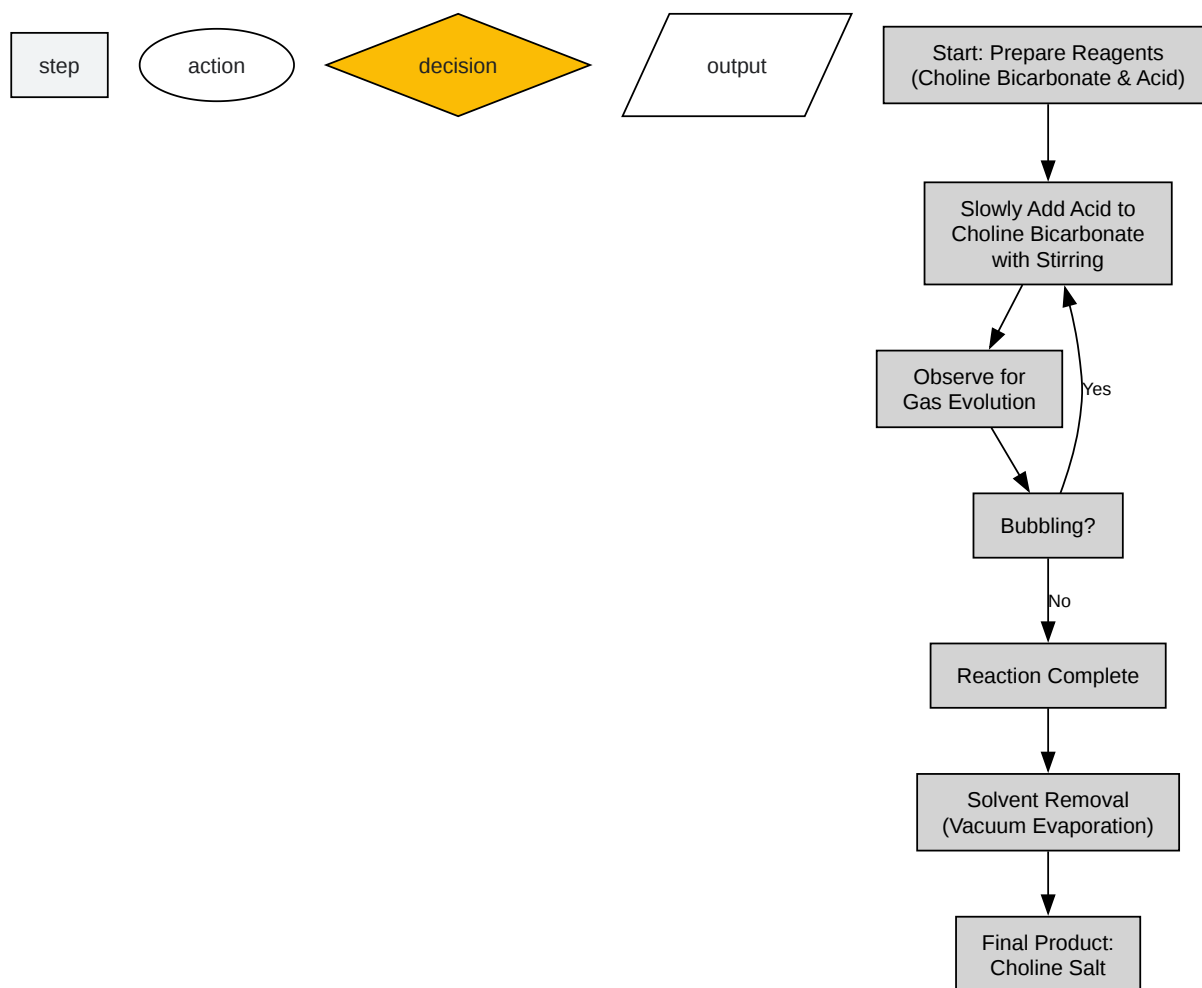 step
action
decision
output
Start: Prepare Reagents
(Choline Bicarbonate & Acid)
Slowly Add Acid to
Choline Bicarbonate
with Stirring
Observe for
Gas Evolution
Yes
Bubbling?
No
Reaction Complete
Solvent Removal
(Vacuum Evaporation)
Final Product:
Choline Salt